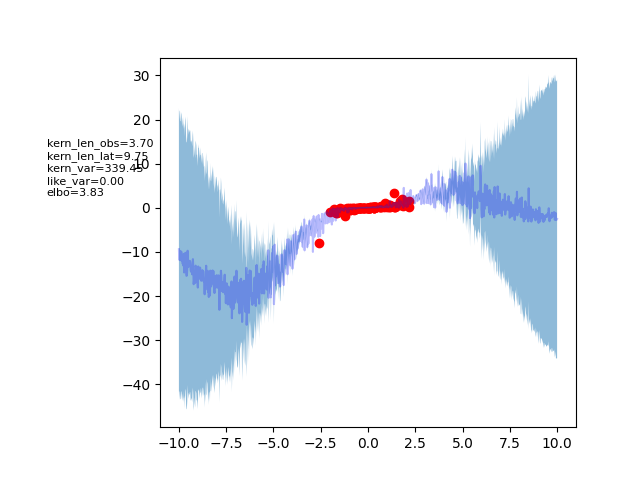 30
20
kern_len_obs=3.70
kern_len_lat=9.75
10
kern_var=339.45
like_var=0.00
elbo=3.83
0
−10
−20
−30
−40
−10.0 −7.5 −5.0 −2.5 0.0 2.5 5.0 7.5 10.0